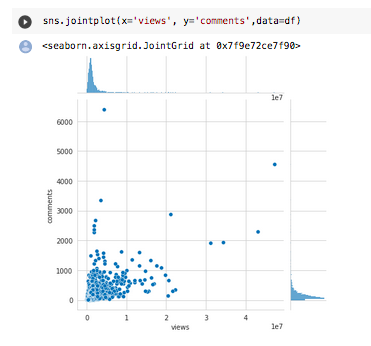 sns.jointplot(x='views', y='comments',data=df)
<seaborn.axisgrid.JointGrid at 0x7f9e72ce7f90>
1e7
6000
5000
4000
3000
2000
1000
0
comments
0 1 2 3 4
views
1e7